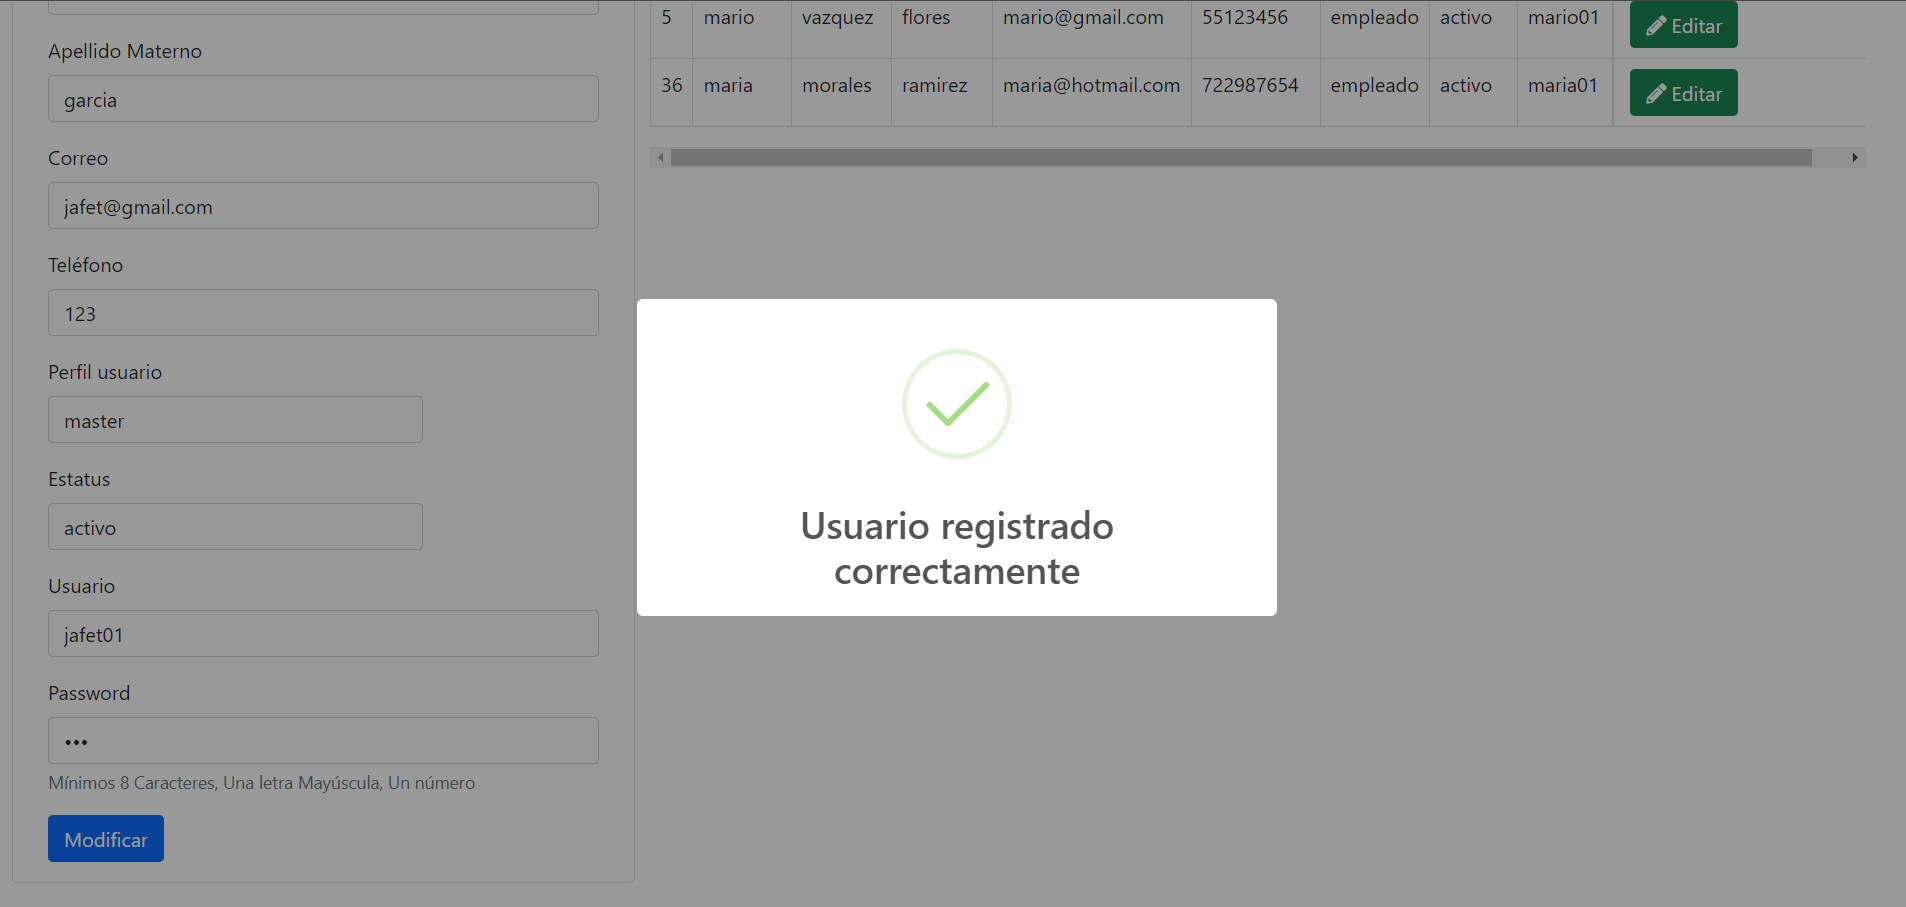 Apellido Materno
garcia
Correo
jafet@gmail.com
Teléfono
123
Perfil usuario
master
Estatus
activo
Usuario
jafet01
Password
•••
Mínimos 8 Caracteres, Una letra Mayúscula, Un número
Modificar
5 mario vazquez flores mario@gmail.com 55123456 empleado activo mario01 Editar
36 maria morales ramirez maria@hotmail.com 722987654 empleado activo maria01 Editar
Usuario registrado
correctamente